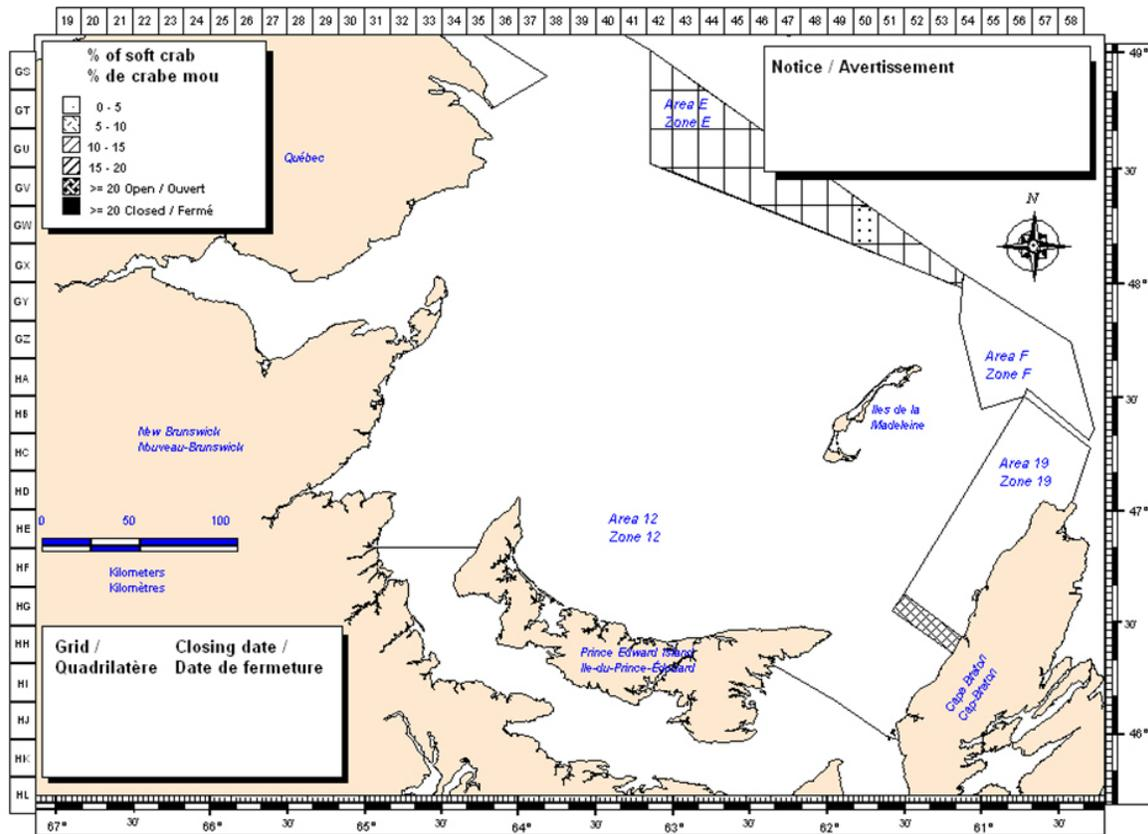 19 20 21 22 23 24 25 26 27 28 29 30 31 32 33 34 35 36 37 38 39 40 41 42 43 44 45 46 47 48 49 50 51 52 53 54 55 56 57 58
% of soft crab
% de crabe mou
0 - 5
5 - 10
10 - 15
15 - 20
>= 20 Open / Ouvert
>= 20 Closed / Fermé
Notice / Avertissement
GS
GT
GU
GV
GW
GX
GY
GZ
HA
HB
HC
HD
HE
HF
HG
HH
HI
HJ
HK
HL
Québec
Area E
Zone E
N
Area F
Zone F
Iles de la
Madeleine
New Brunswick
Nouveau-Brunswick
Area 19
Zone 19
Area 12
Zone 12
0 50 100
Kilometers
Kilomètres
Prince Edward Island
Ile-du-Prince-Édouard
Cape Breton
Cap-Breton
Grid / Closing date /
Quadrilatère Date de fermeture
49°
30'
48°
30'
47°
30'
46°
67° 30' 66° 30' 65° 30' 64° 30' 63° 30' 62° 30' 61° 30'